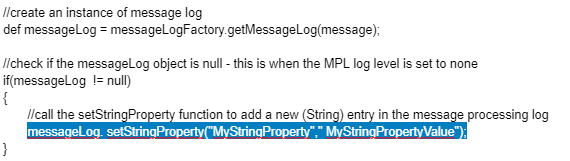 //create an instance of message log
def messageLog = messageLogFactory.getMessageLog(message);
//check if the messageLog object is null - this is when the MPL log level is set to none
if(messageLog != null)
{
//call the setStringProperty function to add a new (String) entry in the message processing log
messageLog. setStringProperty("MyStringProperty"," MyStringPropertyValue");
}